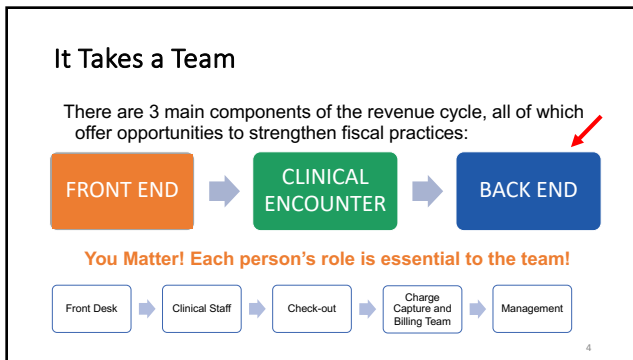 It Takes a Team
There are 3 main components of the revenue cycle, all of which
offer opportunities to strengthen fiscal practices:
FRONT END
CLINICAL
ENCOUNTER
BACK END
You Matter! Each person’s role is essential to the team!
Front Desk
Clinical Staff
Check-out
Charge
Capture and
Billing Team
Management
4